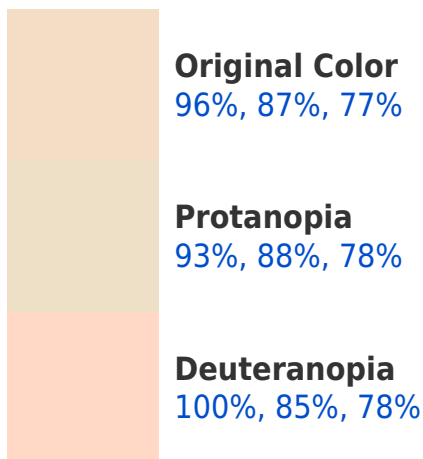 Original Color
96%, 87%, 77%
Protanopia
93%, 88%, 78%
Deuteranopia
100%, 85%, 78%